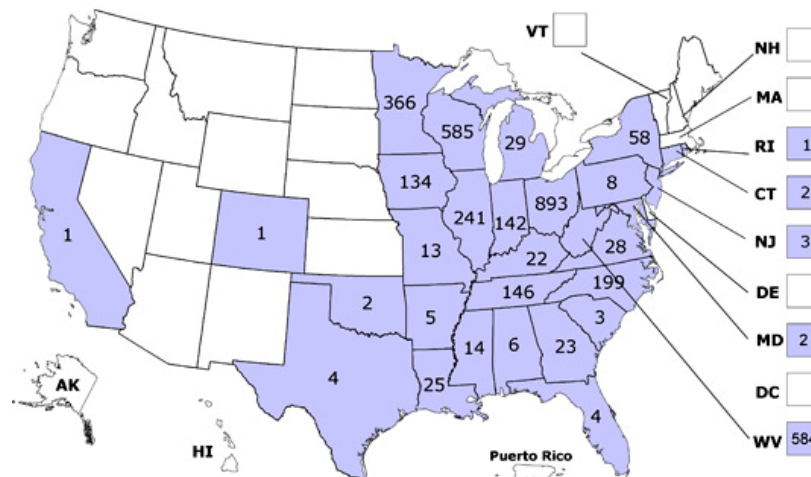 VT
NH
MA
366
585
29
58
RI 1
134
8
CT 2
241
142
893
NJ 3
1
1
13
22
28
DE
2
146
199
MD 2
5
3
14
6
23
4
25
DC
AK
4
HI
Puerto Rico
WV 584